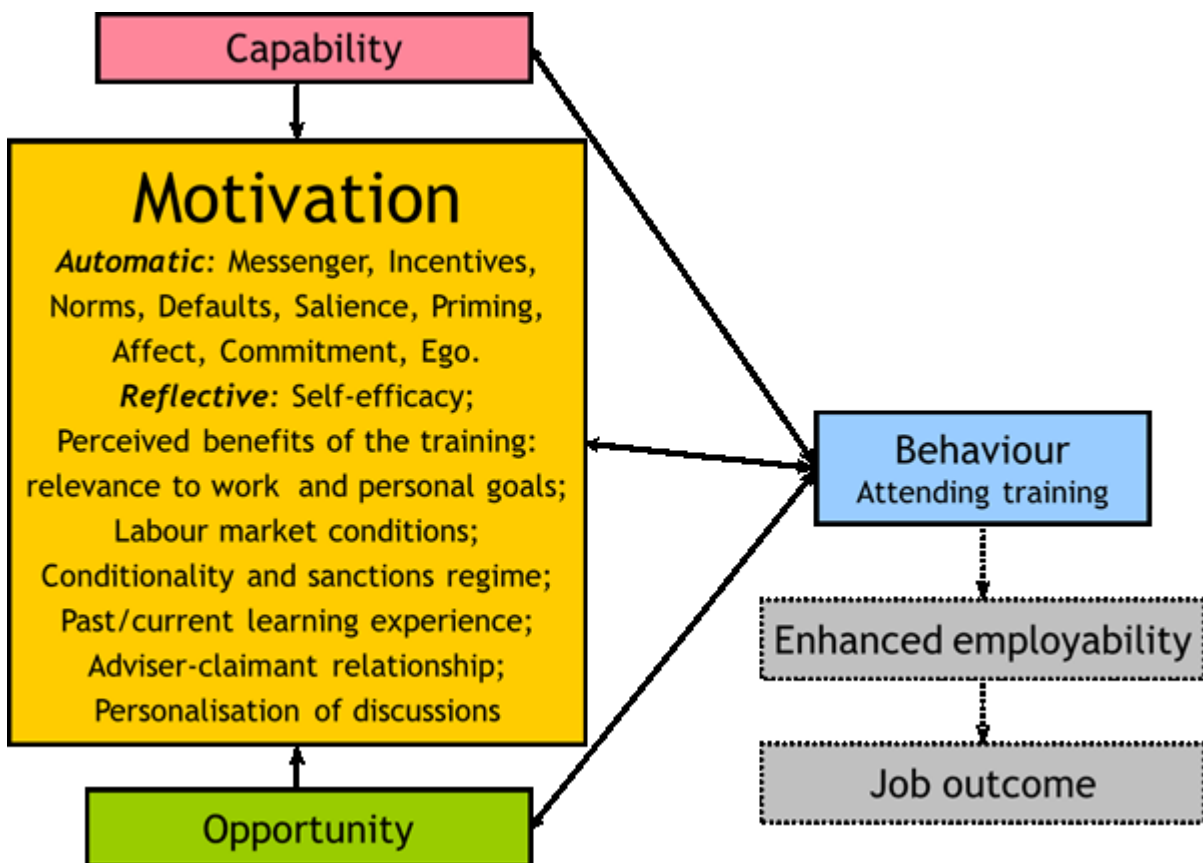 Capability
Motivation
Automatic: Messenger, Incentives,
Norms, Defaults, Salience, Priming,
Affect, Commitment, Ego.
Reflective: Self-efficacy;
Perceived benefits of the training:
relevance to work and personal goals;
Labour market conditions;
Conditionality and sanctions regime;
Past/current learning experience;
Adviser-claimant relationship;
Personalisation of discussions
Opportunity
Behaviour
Attending training
Enhanced employability
Job outcome